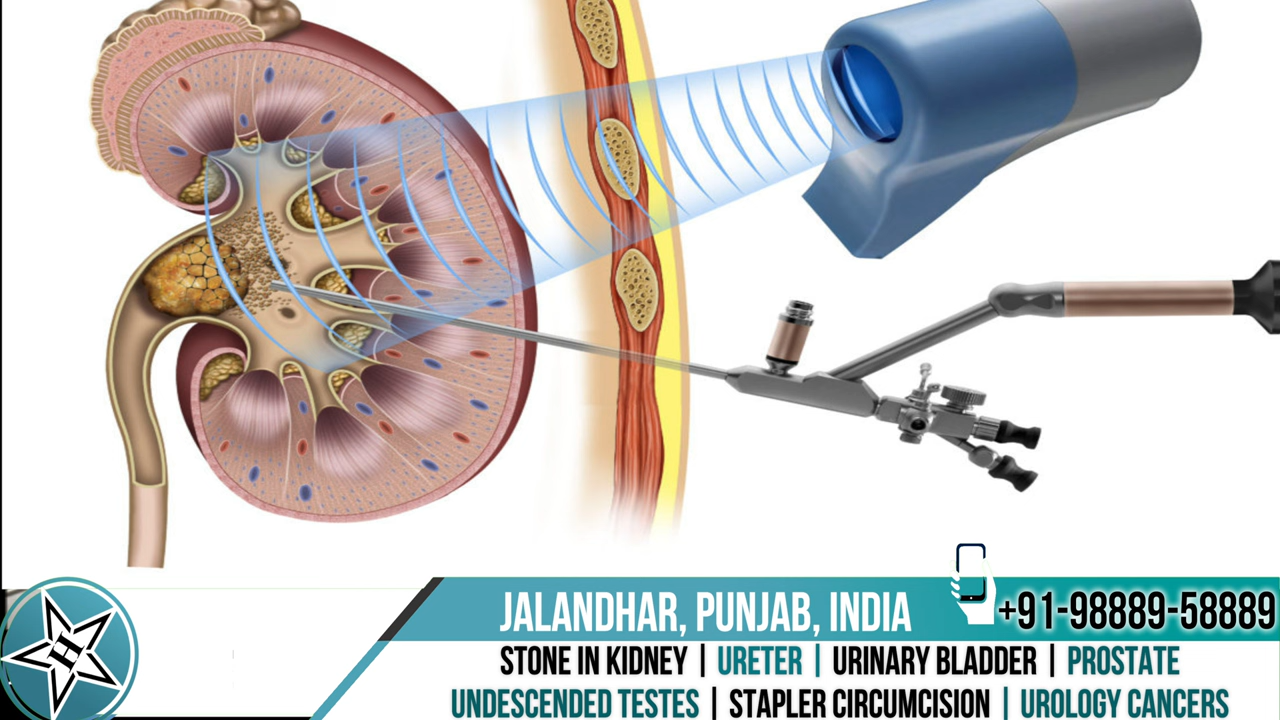 JALANDHAR, PUNJAB, INDIA
+91-98889-58889
STONE IN KIDNEY | URETER | URINARY BLADDER | PROSTATE
UNDESCENDED TESTES | STAPLER CIRCUMCISION | UROLOGY CANCERS
H